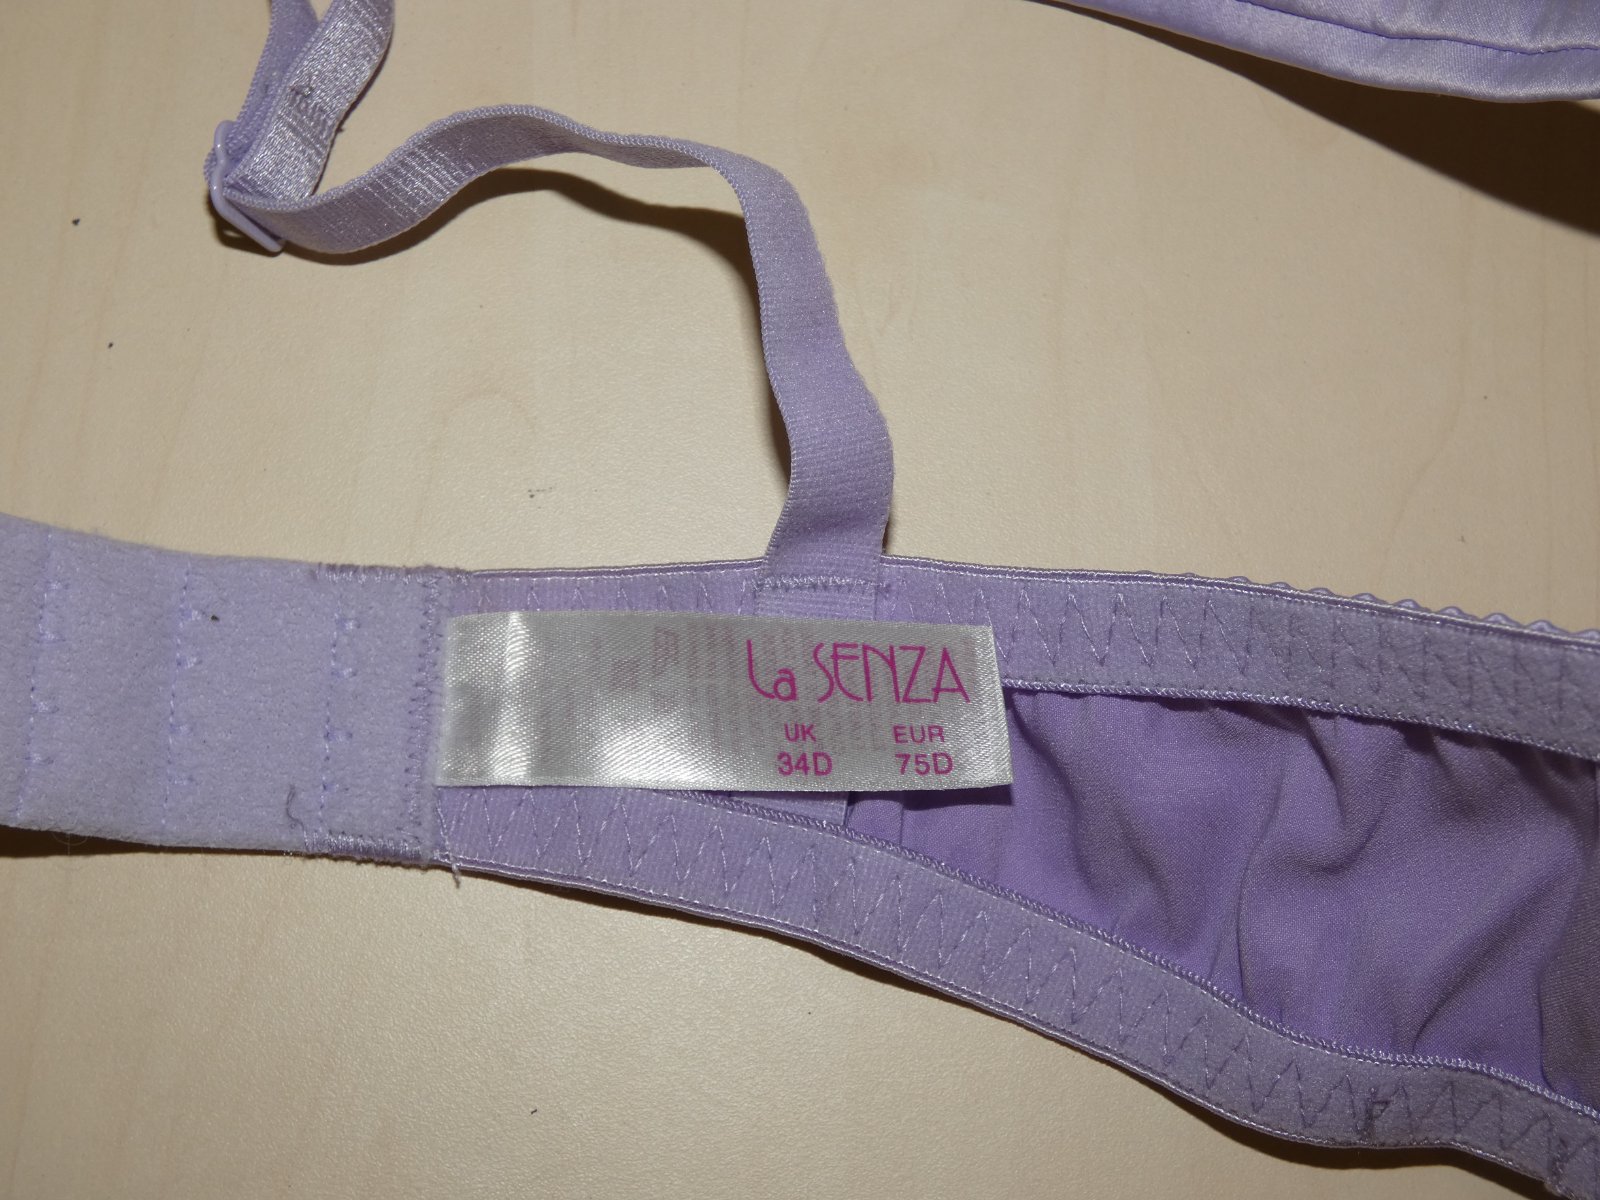 La SENZA
UK EUR
34D 75D